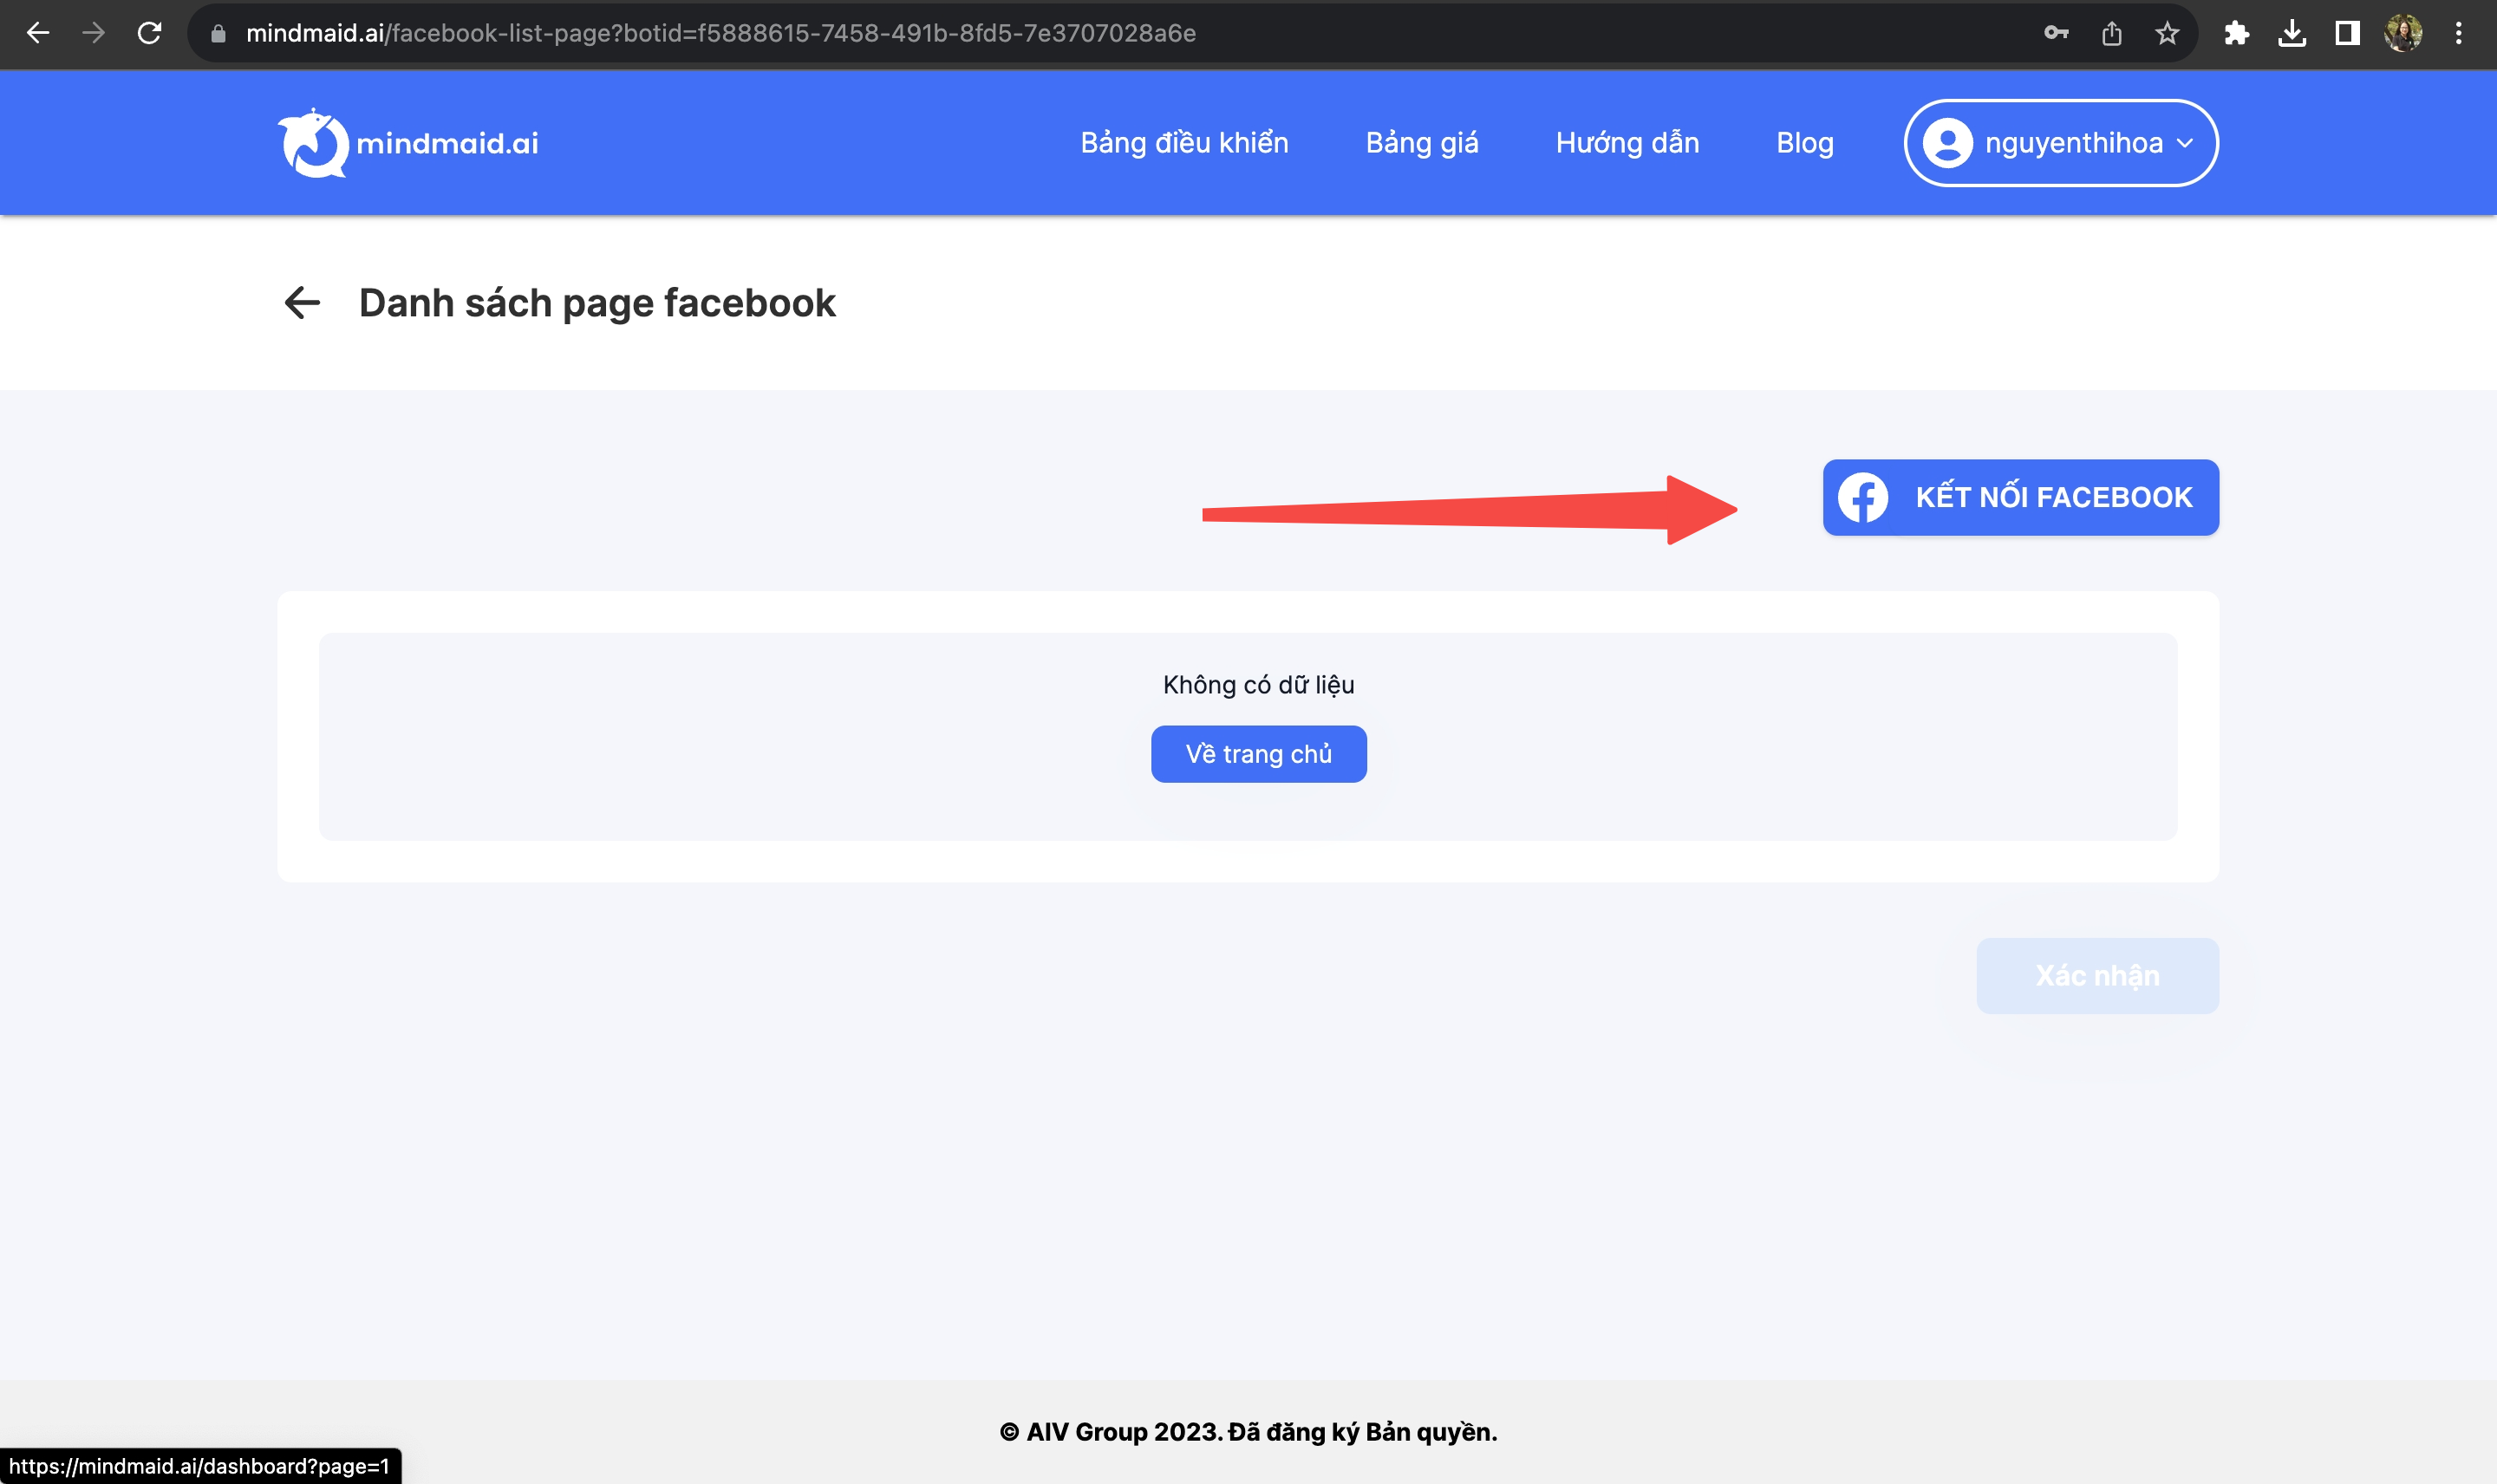 mindmaid.ai/facebook-list-page?botid=f5888615-7458-491b-8fd5-7e3707028a6e
mindmaid.ai
Bảng điều khiển
Bảng giá
Hướng dẫn
Blog
nguyenthihoa
Danh sách page facebook
KẾT NỐI FACEBOOK
Không có dữ liệu
Về trang chủ
Xác nhận
© AIV Group 2023. Đã đăng ký Bản quyền.
https://mindmaid.ai/dashboard?page=1